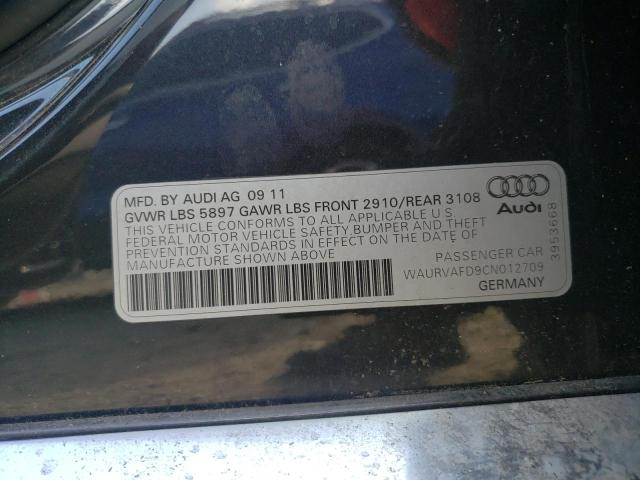 MFD. BY AUDI AG 09 11
GVWR LBS 5897 GAWR LBS FRONT 2910/REAR 3108
THIS VEHICLE CONFORMS TO ALL APPLICABLE U S
FEDERAL MOTOR VEHICLE SAFETY,BUMPER AND THEFT
PREVENTION STANDARDS IN EFFECT ON THE DATE OF
MANUFACTURE SHOWN ABOVE
Audi
3953668
PASSENGER CAR
WAURVAFD9CN012709
GERMANY